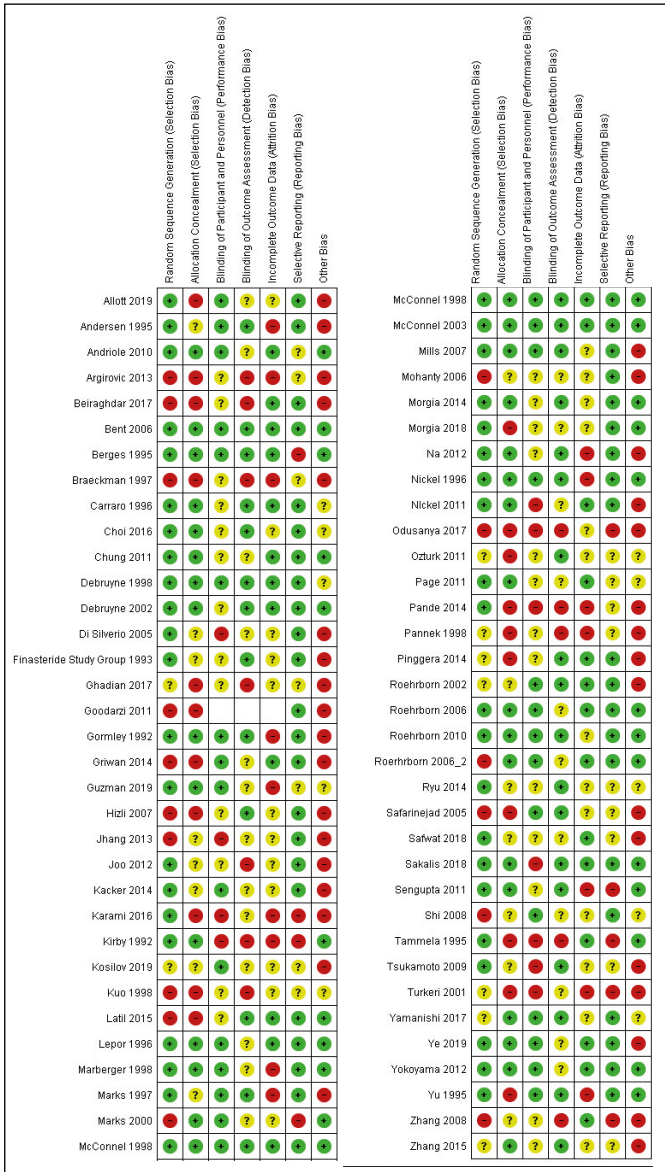 Random Sequence Generation (Selection Bias)
Allocation Concealment (Selection Bias)
Blinding of Participant and Personnel (Performance Bias)
Blinding of Outcome Assessment (Detection Bias)
Incomplete Outcome Data (Attrition Bias)
Selective Reporting (Reporting Bias)
Other Bias
Allott 2019 + - + ? ? + -
Andersen 1995 + ? + + - + -
Andriole 2010 + + + ? + ? +
Argirovic 2013 - - ? - - ? -
Beiraghdar 2017 - - ? - + + -
Bent 2006 + + + + + + +
Berges 1995 + + + + + - +
Braeckman 1997 - - ? - - ? -
Carraro 1996 + + ? + + + ?
Choi 2016 + + ? + ? + ?
Chung 2011 + + ? ? + + +
Debruyne 1998 + + + + + + ?
Debruyne 2002 + + ? + + + +
Di Silverio 2005 + ? - ? ? + -
Finasteride Study Group 1993 + ? ? + ? + -
Ghadian 2017 ? - ? - ? ? -
Goodarzi 2011 - - + -
Gormley 1992 + + + + - + -
Griwan 2014 - - + ? + + -
Guzman 2019 + + + ? - ? ?
Hizli 2007 - - ? + ? + -
Jhang 2013 - ? - ? ? + -
Joo 2012 + ? ? - ? + -
Kacker 2014 + ? + ? ? + -
Karami 2016 + - - ? - - -
Kirby 1992 + + - - - - +
Kosilov 2019 ? ? + ? ? ? -
Kuo 1998 - - ? - ? ? ?
Latil 2015 - - ? + + + +
Lepor 1996 + + + ? + + +
Marberger 1998 + + + ? - + +
Marks 1997 + ? + + - + -
Marks 2000 - + + ? ? - +
McConnel 1998 + + + + + + +
Random Sequence Generation (Selection Bias)
Allocation Concealment (Selection Bias)
Blinding of Participant and Personnel (Performance Bias)
Blinding of Outcome Assessment (Detection Bias)
Incomplete Outcome Data (Attrition Bias)
Selective Reporting (Reporting Bias)
Other Bias
McConnel 1998 + + + + + + +
McConnel 2003 + + + + + + +
Mills 2007 + + + + ? + -
Mohanty 2006 - ? ? ? ? + -
Morgia 2014 + + ? + ? + +
Morgia 2018 + - ? ? ? + +
Na 2012 + + ? + - + -
Nickel 1996 + + + + - + +
NIckel 2011 + + - ? + + -
Odusanya 2017 - - - - ? - -
Ozturk 2011 ? - ? + ? ? ?
Page 2011 + + ? ? + ? ?
Pande 2014 + - - - - ? -
Pannek 1998 ? - ? - - ? -
Pinggera 2014 ? - ? + + + -
Roehrborn 2002 ? ? + + + + -
Roehrborn 2006 + + + ? + + +
Roehrborn 2010 + + + + ? + +
Roerhrborn 2006_2 - + + ? + + +
Ryu 2014 + ? ? + ? ? ?
Safarinejad 2005 - - + + ? ? -
Safwat 2018 + ? ? ? + ? -
Sakalis 2018 + + - + + + +
Sengupta 2011 + + ? + - - +
Shi 2008 - ? + ? ? + ?
Tammela 1995 + - - - + - +
Tsukamoto 2009 + ? - + ? ? -
Turkeri 2001 ? - - ? - - -
Yamanishi 2017 ? + + + ? + ?
Ye 2019 + + + ? + + -
Yokoyama 2012 + + + ? + + +
Yu 1995 + - + + - + +
Zhang 2008 - ? ? - + - -
Zhang 2015 ? + ? + ? ? -